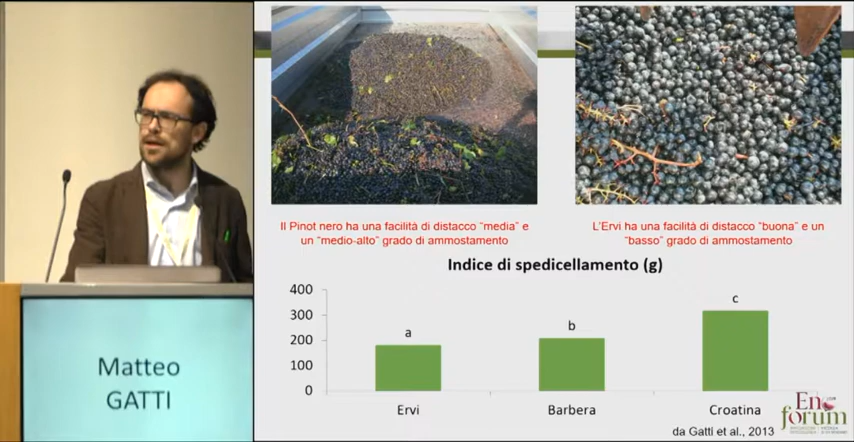 Matteo
GATTI
Il Pinot nero ha una facilità di distacco “media” e
un “medio-alto” grado di ammostamento
L’Ervi ha una facilità di distacco “buona” e un
“basso” grado di ammostamento
Indice di spedicellamento (g)
400
300
200
100
0
a
b
c
Ervi
Barbera
Croatina
da Gatti et al., 2013
En
forum